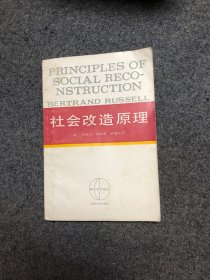 PRINCIPLES OF
SOCIAL RECO-
NSTRUCTION
BERTRAND RUSSELL
社会改造原理